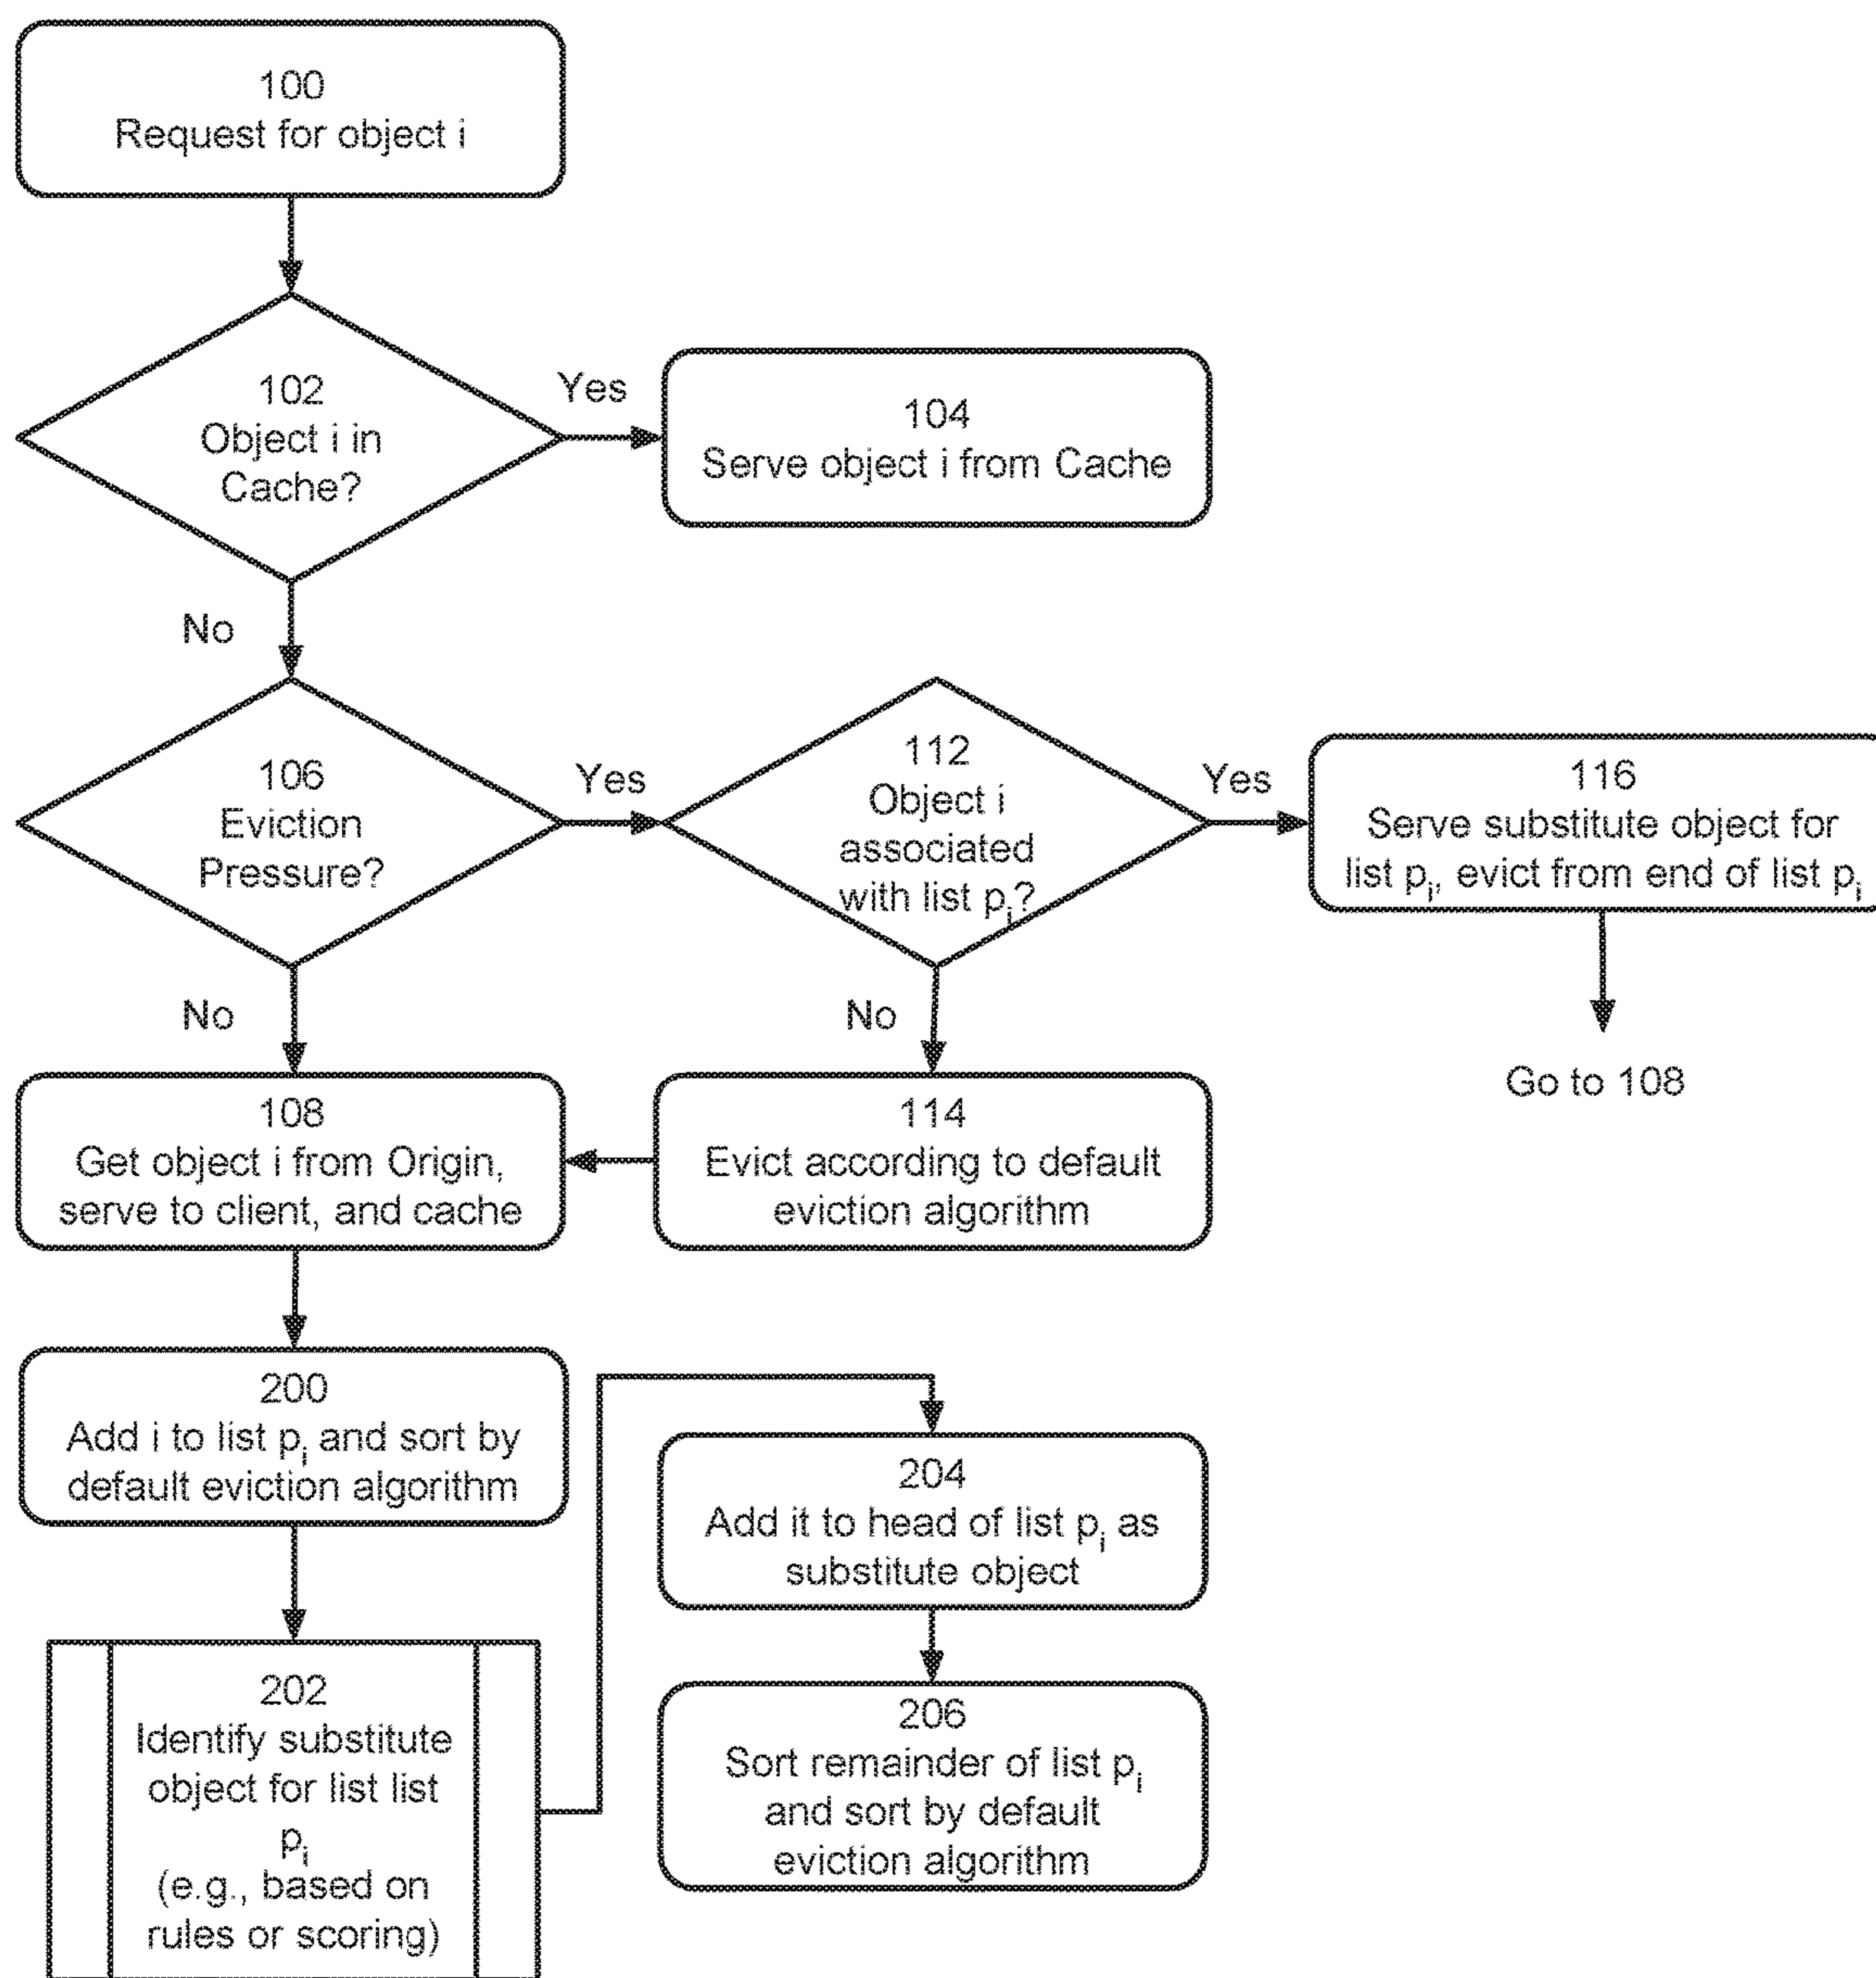 100
Request for object i
102
Object i in
Cache?
Yes
104
Serve object i from Cache
No
106
Eviction
Pressure?
Yes
112
Object i
associated
with list pᵢ?
Yes
116
Serve substitute object for
list pᵢ, evict from end of list pᵢ
No
No
Go to 108
108
Get object i from Origin,
serve to client, and cache
114
Evict according to default
eviction algorithm
200
Add i to list pᵢ and sort by
default eviction algorithm
204
Add it to head of list pᵢ as
substitute object
202
Identify substitute
object for list list
pᵢ
(e.g., based on
rules or scoring)
206
Sort remainder of list pᵢ
and sort by default
eviction algorithm